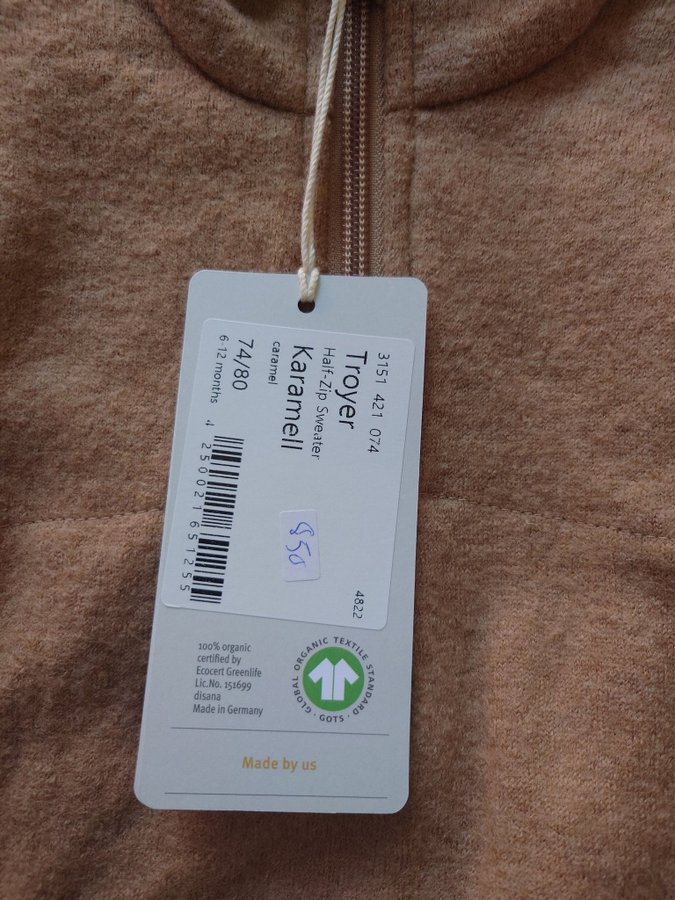 3151 421 074
Troyer
Half-Zip Sweater
Karamell
caramel
74/80
6-12 months
4822
4 250021 651255
850
100% organic
certified by
Ecocert Greenlife
Lic.No. 151699
disana
Made in Germany
GLOBAL ORGANIC TEXTILE STANDARD
· GOTS ·
Made by us